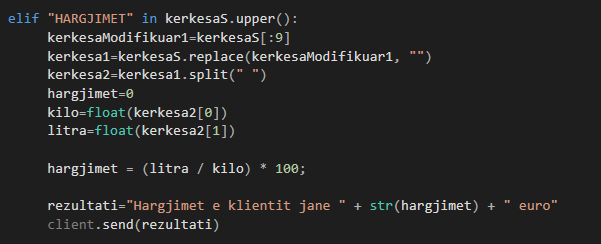 elif "HARGJIMET" in kerkesaS.upper():
kerkesaModifikuar1=kerkesaS[:9]
kerkesa1=kerkesaS.replace(kerkesaModifikuar1, "")
kerkesa2=kerkesa1.split(" ")
hargjimet=0
kilo=float(kerkesa2[0])
litra=float(kerkesa2[1])
hargjimet = (litra / kilo) * 100;
rezultati="Hargjimet e klientit jane " + str(hargjimet) + " euro"
client.send(rezultati)